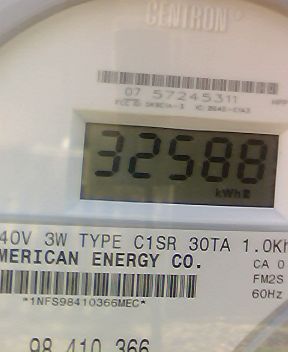 CENTRON
07 57245311
32588
kWh
40V 3W TYPE C1SR 30TA 1.0Kh
MERICAN ENERGY CO.
CA 0
FM2S
60Hz
*1NFS98410366MEC*
98 410 366